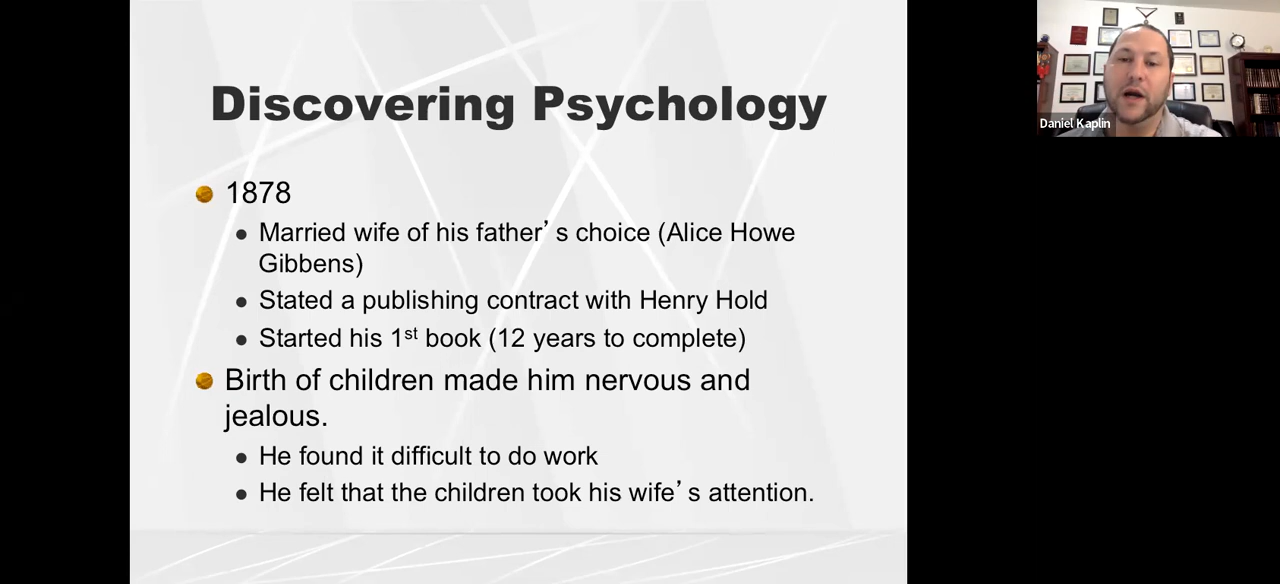 Discovering Psychology
1878
Married wife of his father’s choice (Alice Howe
Gibbens)
Stated a publishing contract with Henry Hold
Started his 1st book (12 years to complete)
Birth of children made him nervous and
jealous.
He found it difficult to do work
He felt that the children took his wife’s attention.
Daniel Kaplin